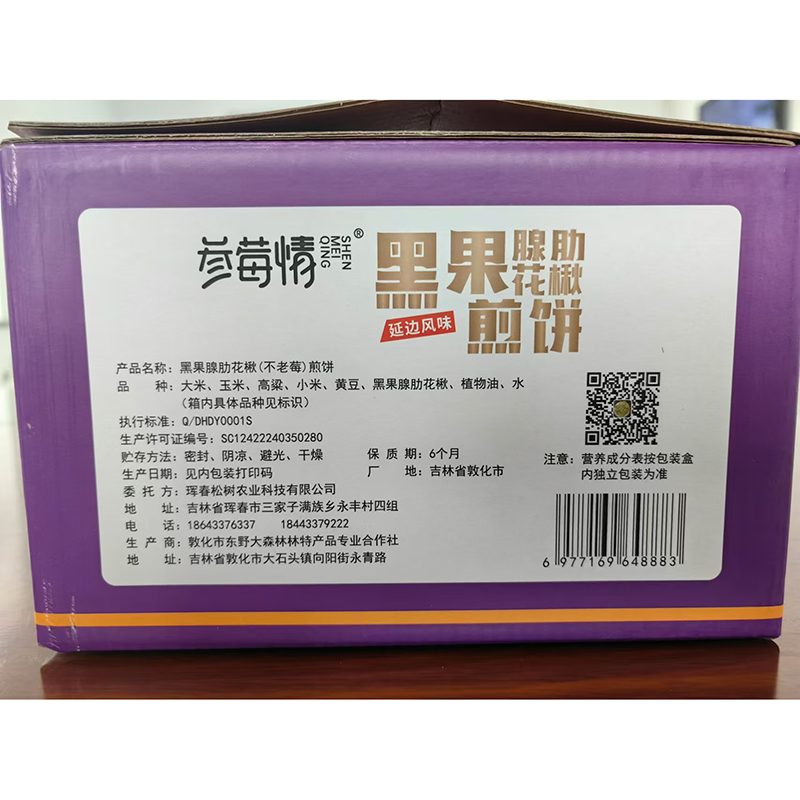 参莓情
SHEN
MEI
QING
®
黑果腺肋花楸
煎饼
延边风味
产品名称：黑果腺肋花楸(不老莓)煎饼
品 种：大米、玉米、高粱、小米、黄豆、黑果腺肋花楸、植物油、水
（箱内具体品种见标识）
执行标准：Q/DHDY0001S
生产许可证编号：SC12422240350280
贮存方法：密封、阴凉、避光、干燥 保 质 期：6个月
生产日期：见内包装打印码 厂 地：吉林省敦化市
委 托 方：珲春松树农业科技有限公司
地 址：吉林省珲春市三家子满族乡永丰村四组
电 话：18643376337 18443379222
生 产 商：敦化市东野大森林林特产品专业合作社
地 址：吉林省敦化市大石头镇向阳街永青路
注意：营养成分表按包装盒
内独立包装为准
6 977169 648883